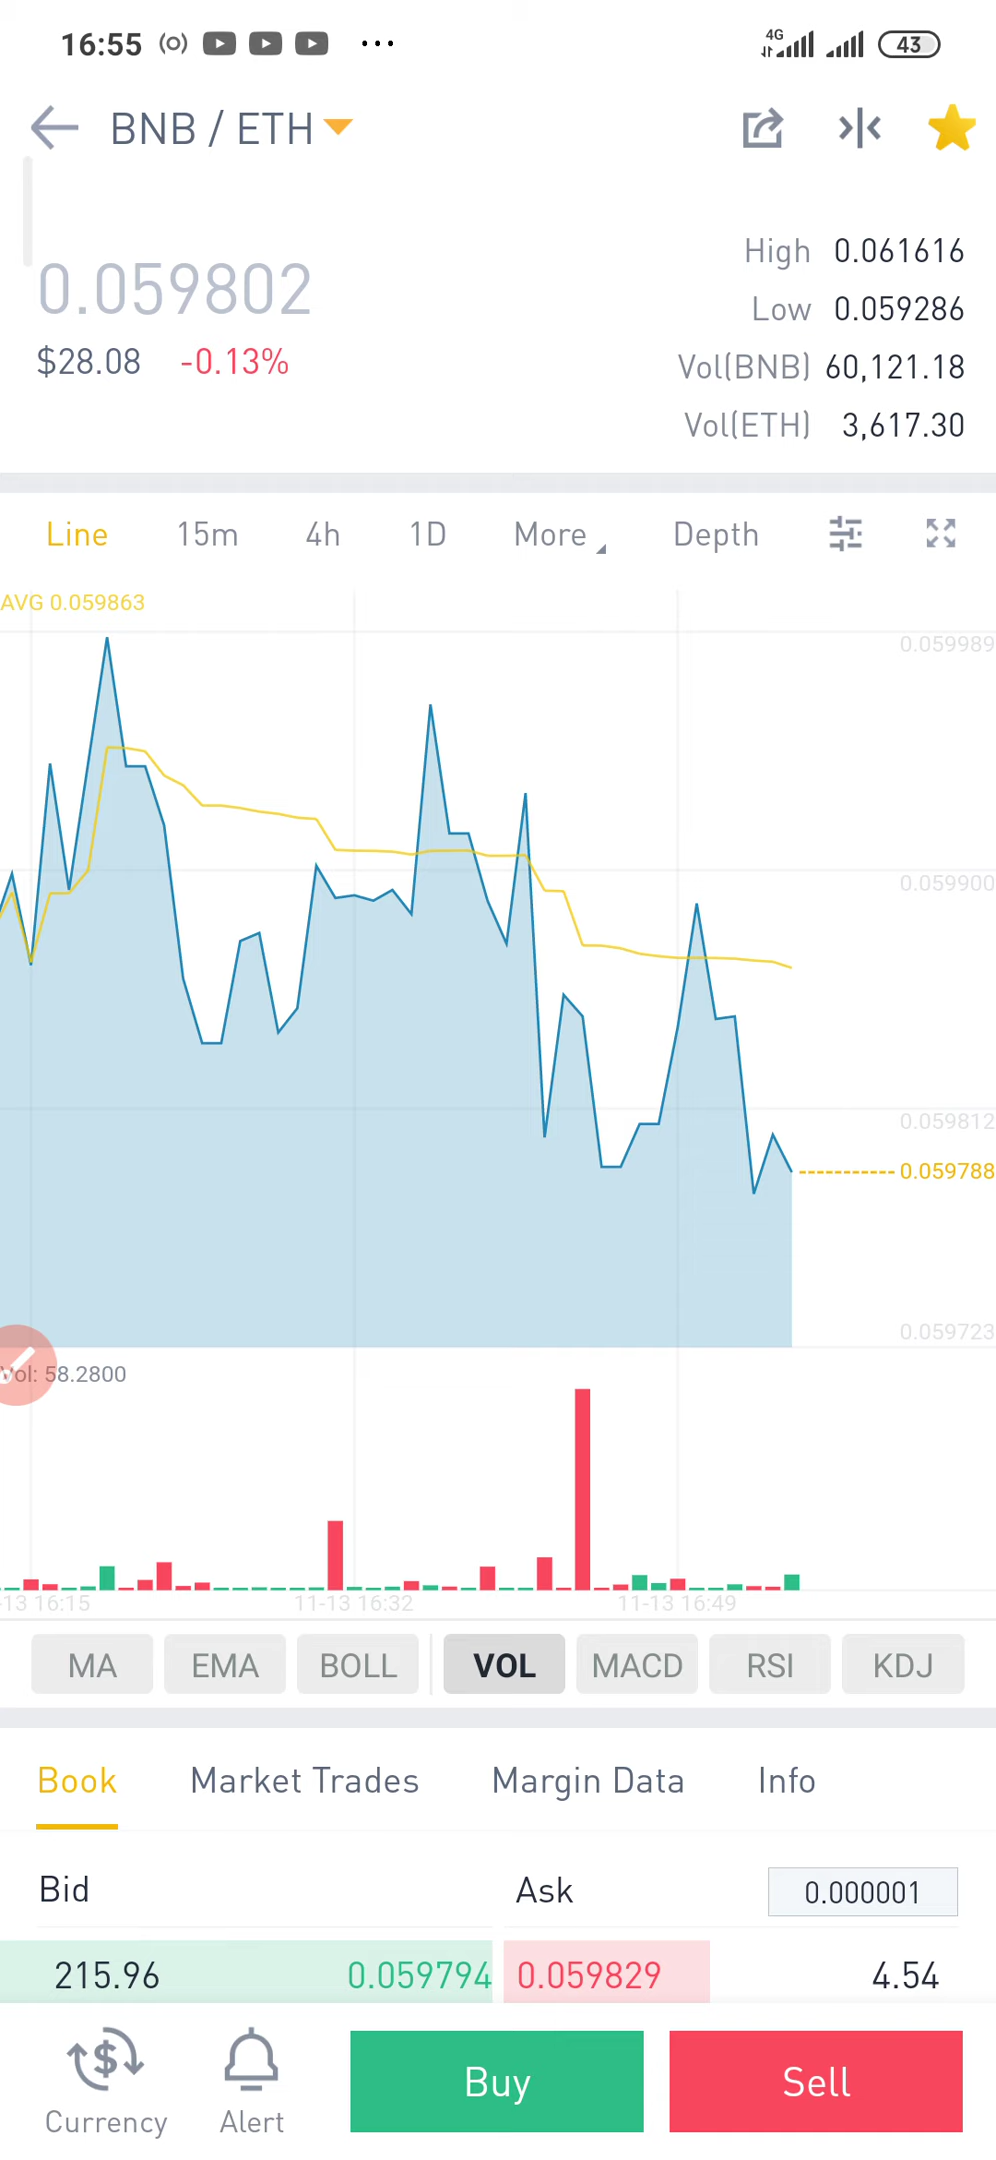 16:55 4G 43
BNB / ETH
0.059802
$28.08 -0.13%
High 0.061616
Low 0.059286
Vol(BNB) 60,121.18
Vol(ETH) 3,617.30
Line 15m 4h 1D More Depth
AVG 0.059863
0.059989
0.059900
0.059812
0.059788
0.059723
Vol: 58.2800
-13 16:15 11-13 16:32 11-13 16:49
MA EMA BOLL VOL MACD RSI KDJ
Book Market Trades Margin Data Info
Bid Ask 0.000001
215.96 0.059794 0.059829 4.54
Currency Alert Buy Sell